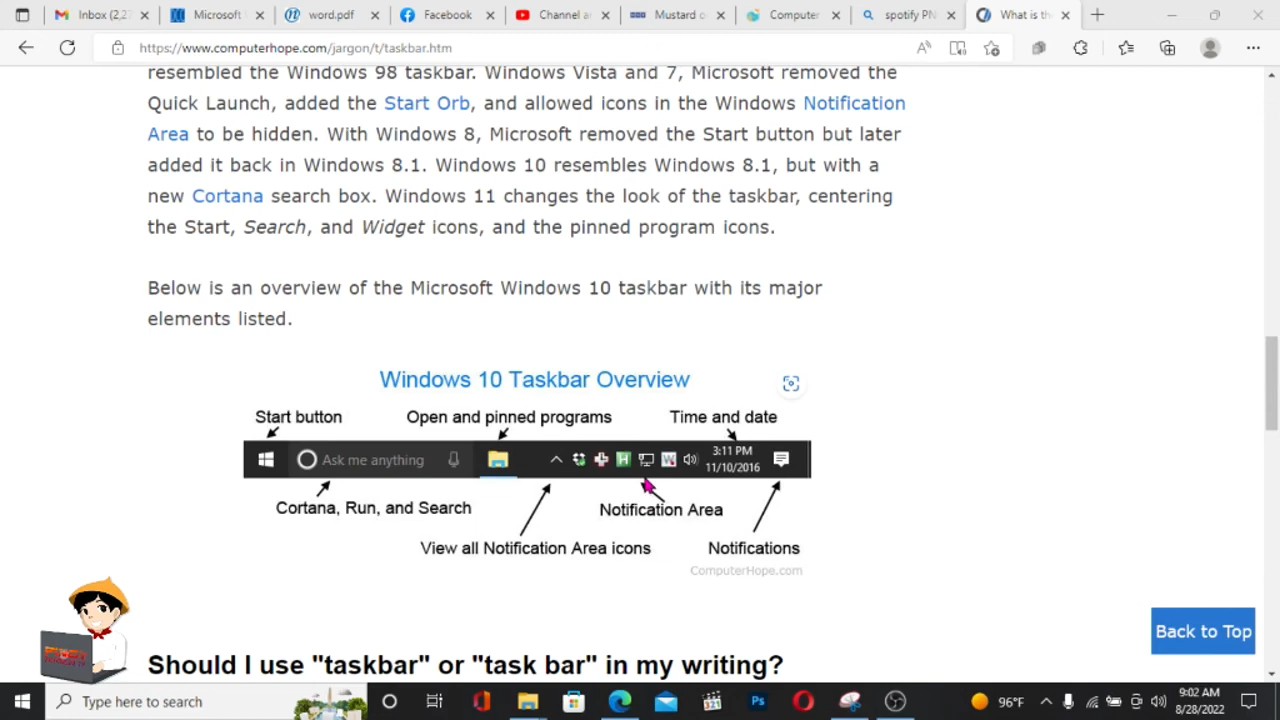 Inbox (2,2
Microsoft
word.pdf
Facebook
Channel a
Mustard o
Computer
spotify PN
What is th
https://www.computerhope.com/jargon/t/taskbar.htm
resembled the Windows 98 taskbar. Windows Vista and 7, Microsoft removed the
Quick Launch, added the Start Orb, and allowed icons in the Windows Notification
Area to be hidden. With Windows 8, Microsoft removed the Start button but later
added it back in Windows 8.1. Windows 10 resembles Windows 8.1, but with a
new Cortana search box. Windows 11 changes the look of the taskbar, centering
the Start, Search, and Widget icons, and the pinned program icons.
Below is an overview of the Microsoft Windows 10 taskbar with its major
elements listed.
Windows 10 Taskbar Overview
Start button
Open and pinned programs
Time and date
Ask me anything
H
W
3:11 PM
11/10/2016
Cortana, Run, and Search
Notification Area
View all Notification Area icons
Notifications
ComputerHope.com
Back to Top
Should I use "taskbar" or "task bar" in my writing?
Type here to search
Ps
96°F
9:02 AM
8/28/2022